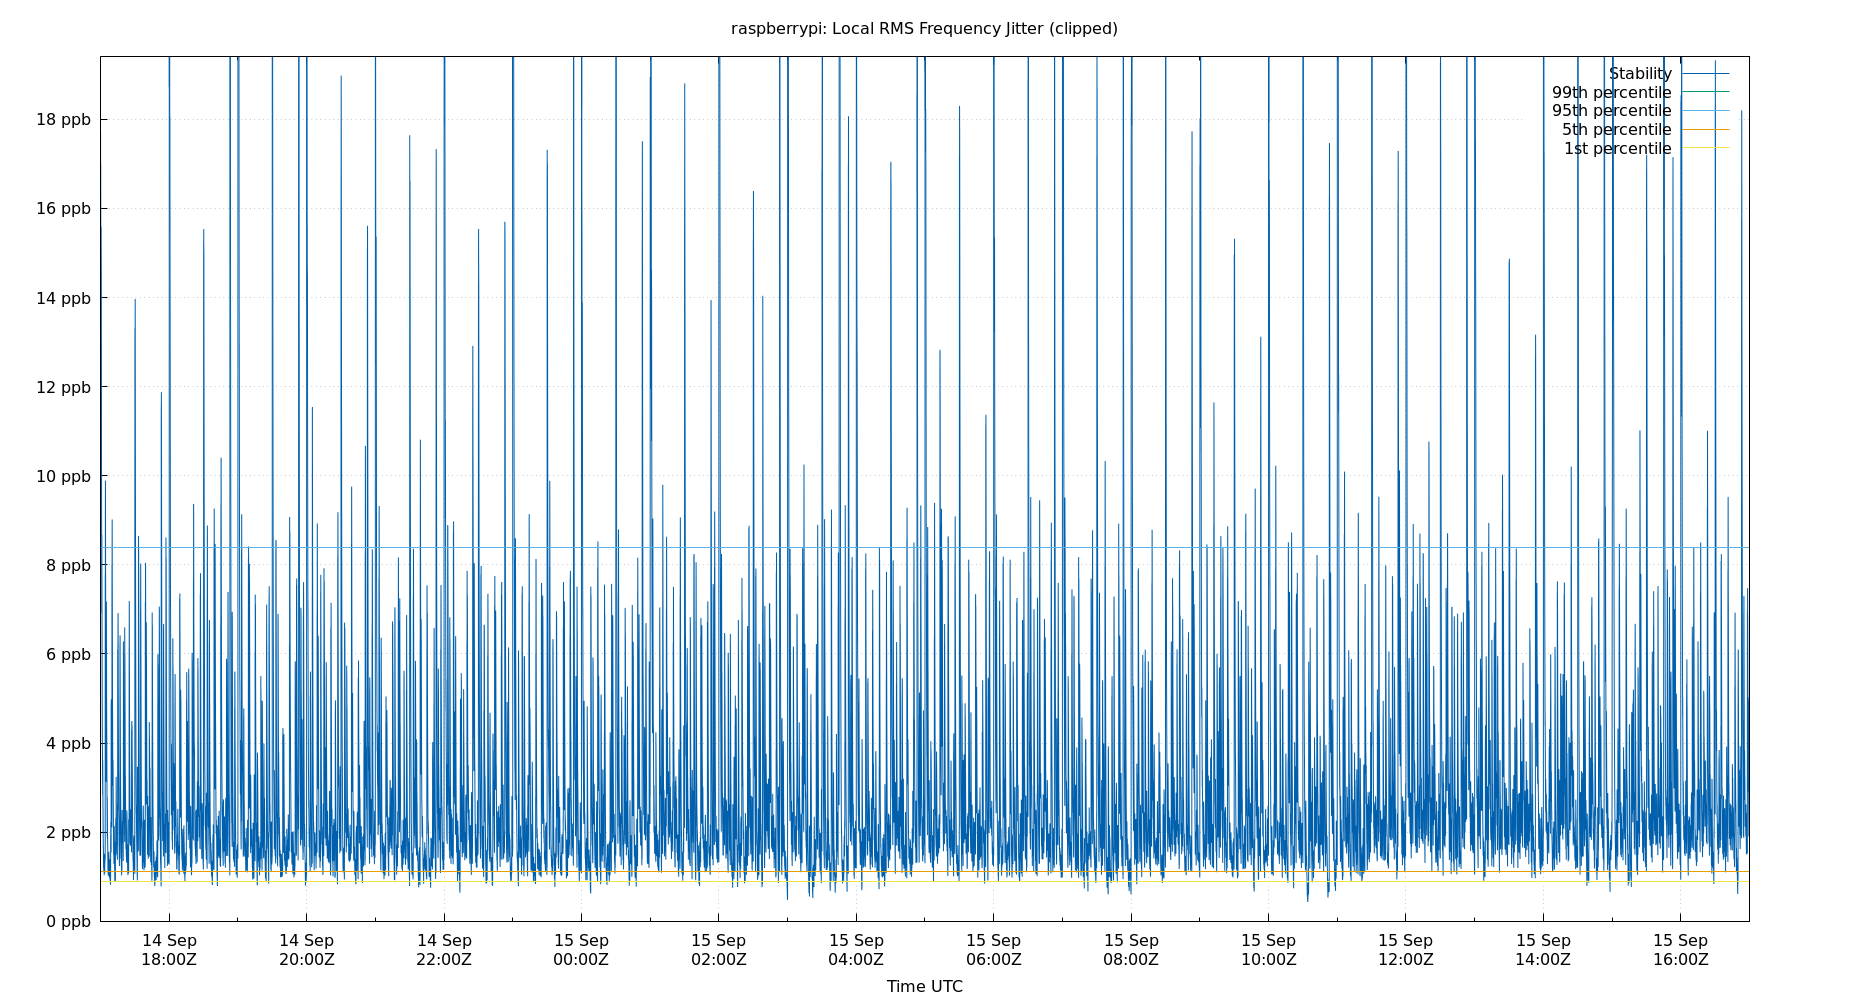 raspberrypi: Local RMS Frequency Jitter (clipped)
Stability
99th percentile
95th percentile
5th percentile
1st percentile
18 ppb
16 ppb
14 ppb
12 ppb
10 ppb
8 ppb
6 ppb
4 ppb
2 ppb
0 ppb
14 Sep 14 Sep 14 Sep 15 Sep 15 Sep 15 Sep 15 Sep 15 Sep 15 Sep 15 Sep 15 Sep 15 Sep
18:00Z 20:00Z 22:00Z 00:00Z 02:00Z 04:00Z 06:00Z 08:00Z 10:00Z 12:00Z 14:00Z 16:00Z
Time UTC